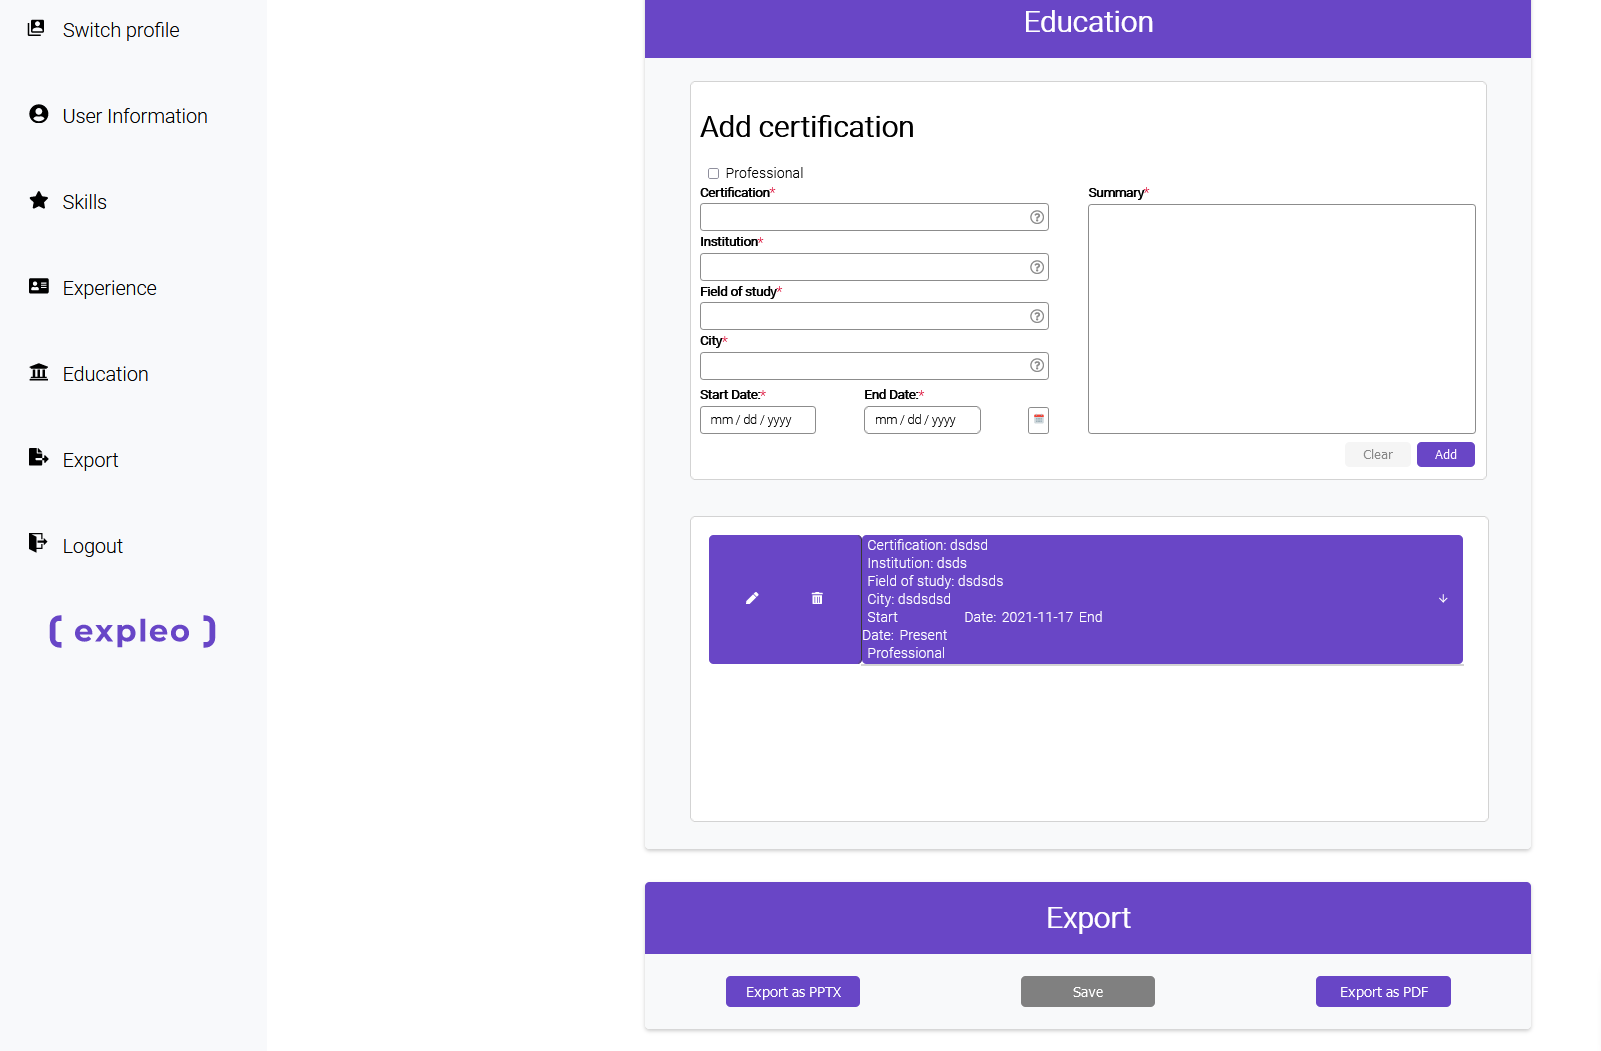 Switch profile
User Information
Skills
Experience
Education
Export
Logout
expleo
Education
Add certification
Professional
Certification*
Institution*
Field of study*
City*
Start Date:* End Date:*
mm / dd / yyyy mm / dd / yyyy
Summary*
Clear Add
Certification: dsdsd
Institution: dsds
Field of study: dsdsds
City: dsdsdsd
Start Date: 2021-11-17 End
Date: Present
Professional
Export
Export as PPTX Save Export as PDF